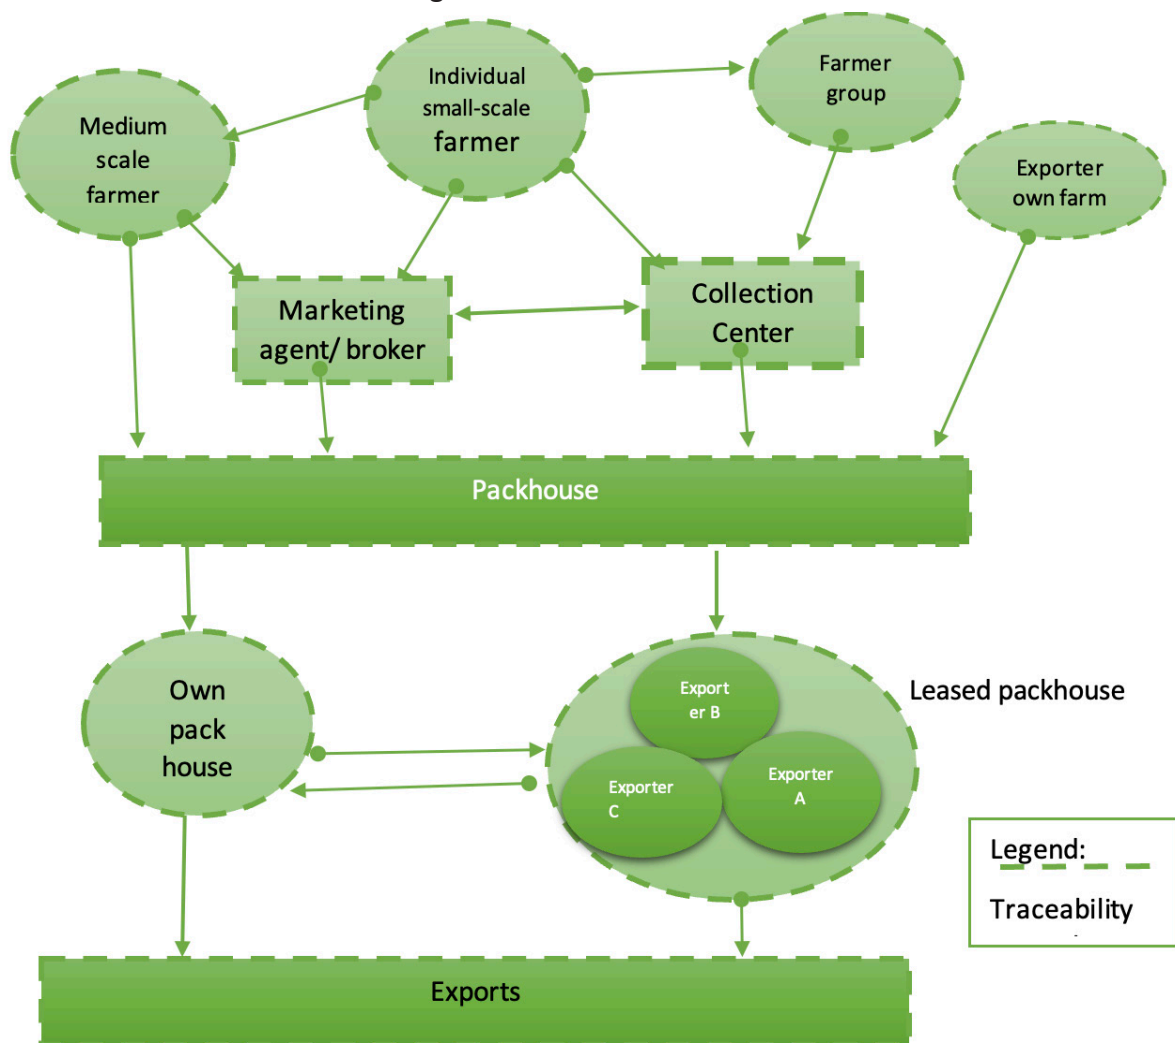 Individual
small-scale
farmer
Farmer
group
Medium
scale
farmer
Exporter
own farm
Marketing
agent/ broker
Collection
Center
Packhouse
Own
pack
house
Export
er B
Exporter
A
Exporter
C
Leased packhouse
Legend:
Traceability
Exports